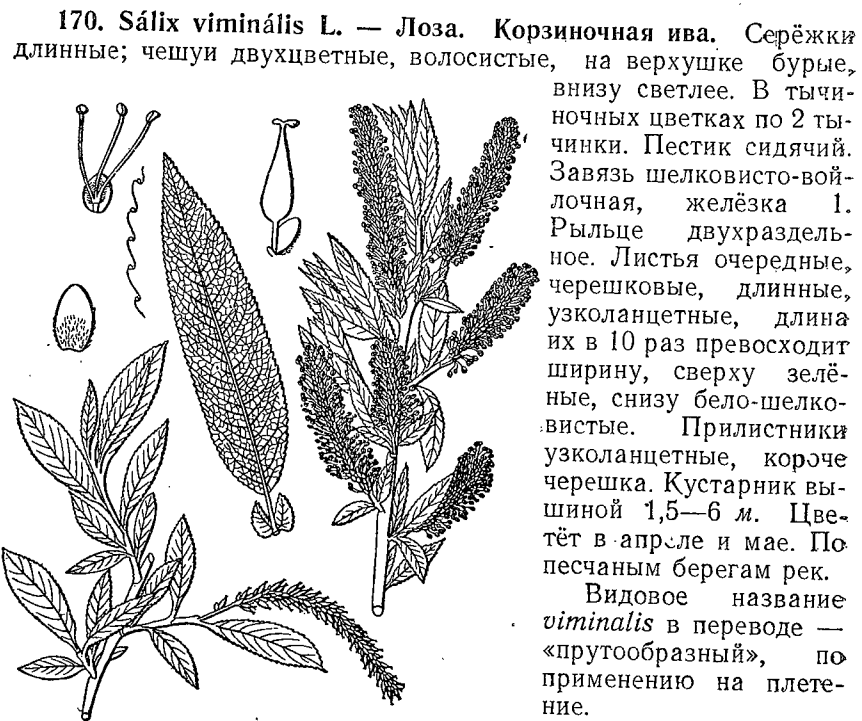 170. Sálix viminális L. — Лоза. Корзиночная ива. Серёжки
длинные; чешуи двухцветные, волосистые, на верхушке бурые,
внизу светлее. В тычи-
ночных цветках по 2 ты-
чинки. Пестик сидячий.
Завязь шелковисто-вой-
лочная, желёзка 1.
Рыльце двухраздель-
ное. Листья очередные,
черешковые, длинные,
узколанцетные, длина
их в 10 раз превосходит
ширину, сверху зелё-
ные, снизу бело-шелко-
вистые. Прилистники
узколанцетные, короче
черешка. Кустарник вы-
шиной 1,5—6 м. Цве-
тёт в апреле и мае. По
песчаным берегам рек.
Видовое название
viminalis в переводе —
«прутообразный», по
применению на плете-
ние.